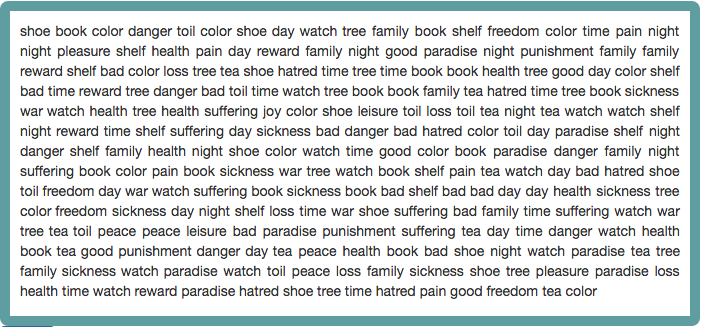 shoe book color danger toil color shoe day watch tree family book shelf freedom color time pain night
night pleasure shelf health pain day reward family night good paradise night punishment family family
reward shelf bad color loss tree tea shoe hatred time tree time book book health tree good day color shelf
bad time reward tree danger bad toil time watch tree book book family tea hatred time tree book sickness
war watch health tree health suffering joy color shoe leisure toil loss toil tea night tea watch watch shelf
night reward time shelf suffering day sickness bad danger bad hatred color toil day paradise shelf night
danger shelf family health night shoe color watch time good color book paradise danger family night
suffering book color pain book sickness war tree watch book shelf pain tea watch day bad hatred shoe
toil freedom day war watch suffering book sickness book bad shelf bad bad day day health sickness tree
color freedom sickness day night shelf loss time war shoe suffering bad family time suffering watch war
tree tea toil peace peace leisure bad paradise punishment suffering tea day time danger watch health
book tea good punishment danger day tea peace health book bad shoe night watch paradise tea tree
family sickness watch paradise watch toil peace loss family sickness shoe tree pleasure paradise loss
health time watch reward paradise hatred shoe tree time hatred pain good freedom tea color